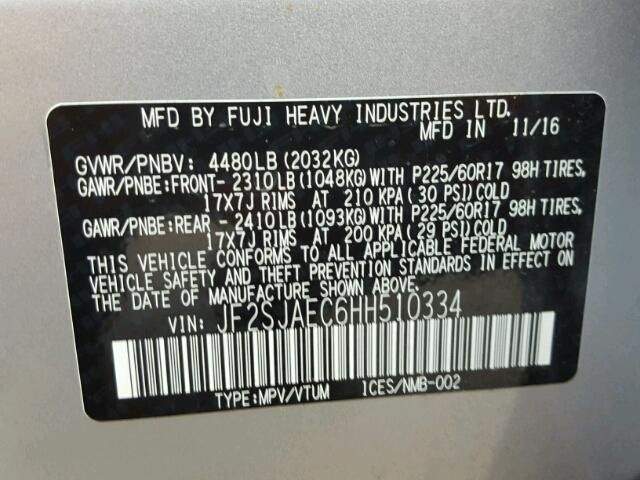 MFD BY FUJI HEAVY INDUSTRIES LTD.
MFD IN 11/16
GVWR/PNBV: 4480LB(2032KG)
GAWR/PNBE:FRONT- 2310LB(1048KG)WITH P225/60R17 98H TIRES,
17X7J RIMS AT 210 KPA(30 PSI)COLD
GAWR/PNBE:REAR - 2410LB(1093KG)WITH P225/60R17 98H TIRES,
17X7J RIMS AT 200 KPA(29 PSI)COLD
THIS VEHICLE CONFORMS TO ALL APPLICABLE FEDERAL MOTOR
VEHICLE SAFETY AND THEFT PREVENTION STANDARDS IN EFFECT ON
THE DATE OF MANUFACTURE SHOWN ABOVE.
VIN: JF2SJAEC6HH510334
TYPE:MPV/VTUM ICES/NMB-002